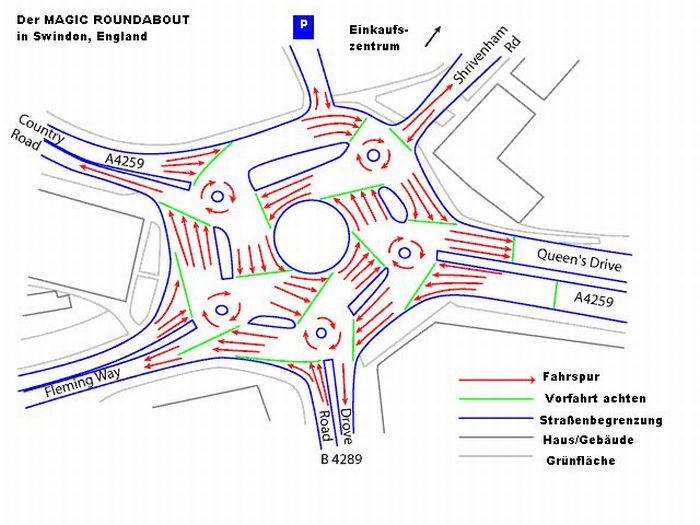 Der MAGIC ROUNDABOUT
in Swindon, England
P
Einkaufs-
zentrum
Shrivenham
Rd
Country
Road
A4259
Queen's Drive
A4259
Fleming Way
Drove
Road
B 4289
Fahrspur
Vorfahrt achten
Straßenbegrenzung
Haus/Gebäude
Grünfläche